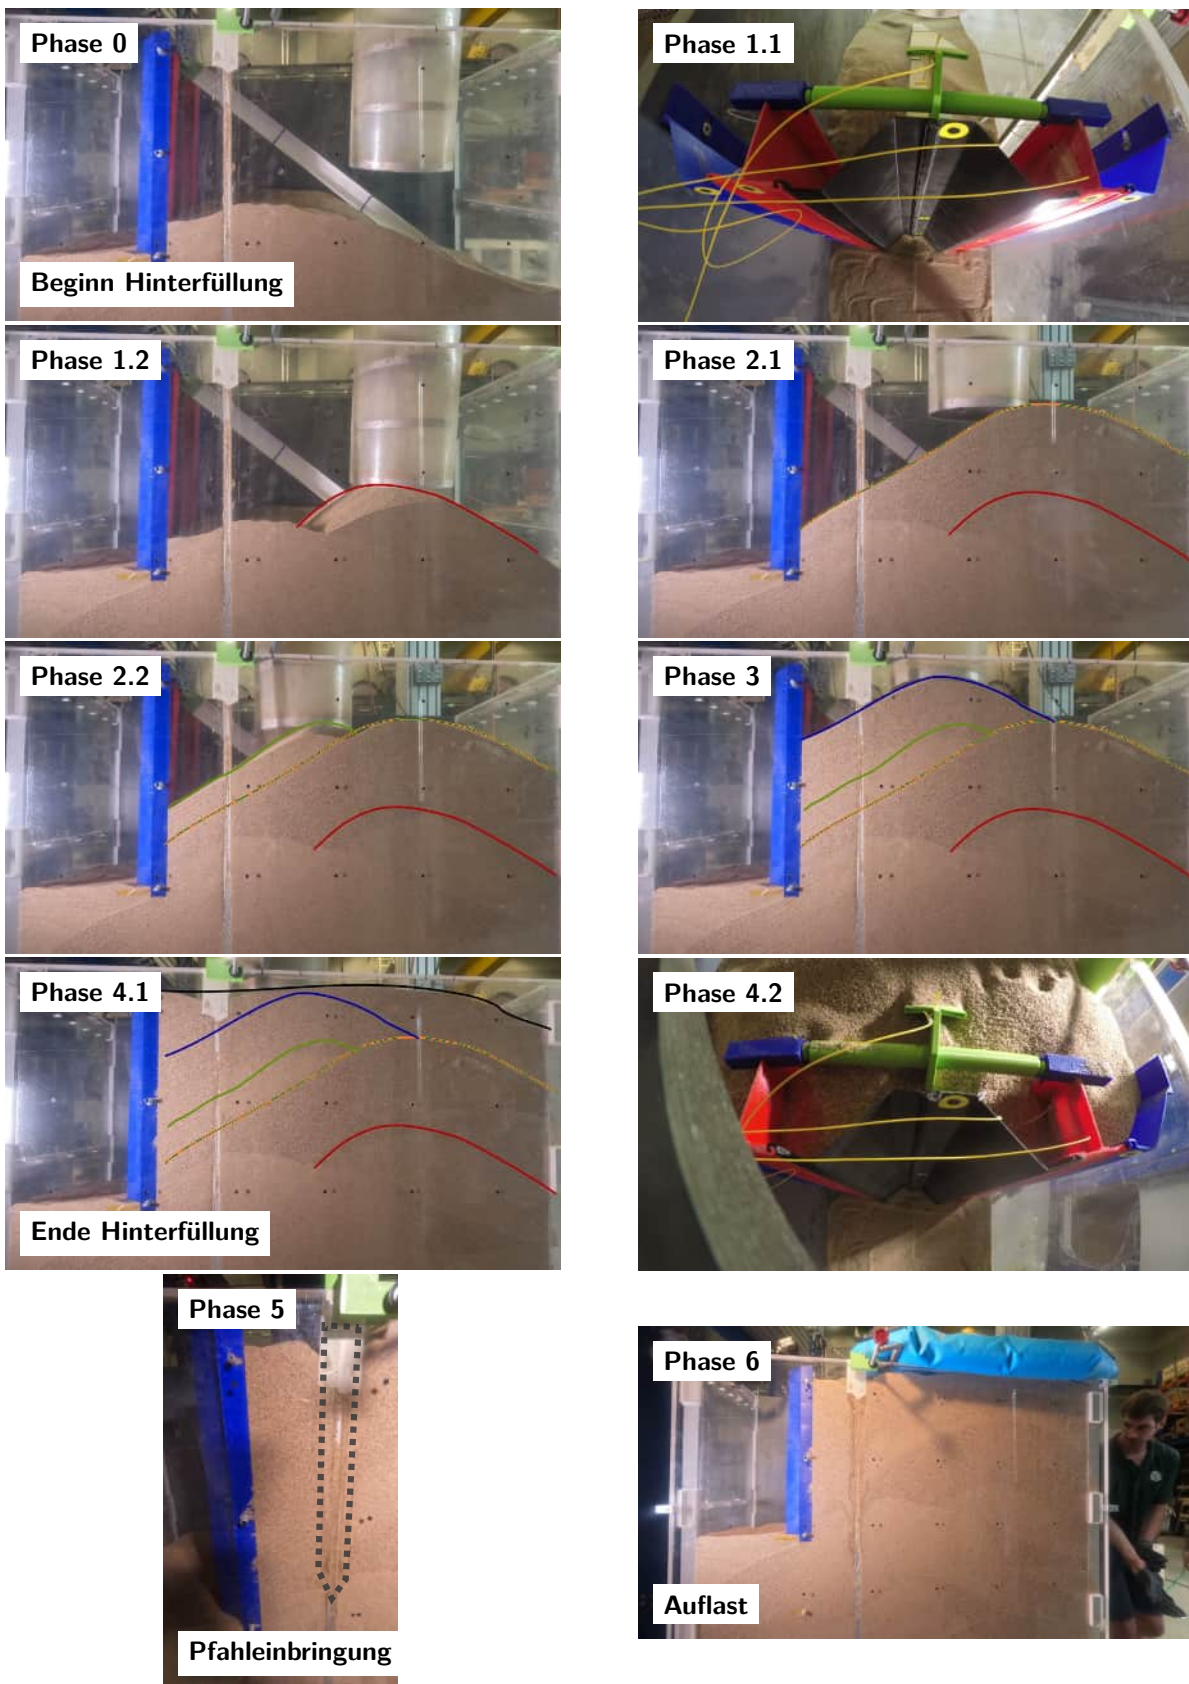 Phase 0
Beginn Hinterfüllung
Phase 1.1
Phase 1.2
Phase 2.1
Phase 2.2
Phase 3
Phase 4.1
Ende Hinterfüllung
Phase 4.2
Phase 5
Pfahleinbringung
Phase 6
Auflast